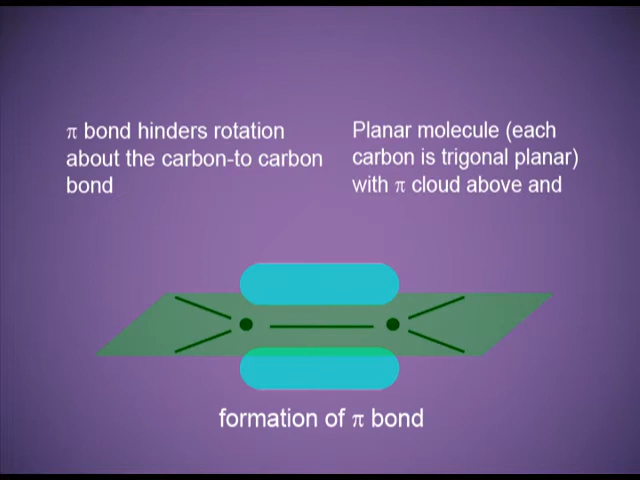 π bond hinders rotation
about the carbon-to carbon
bond
Planar molecule (each
carbon is trigonal planar)
with π cloud above and
formation of π bond